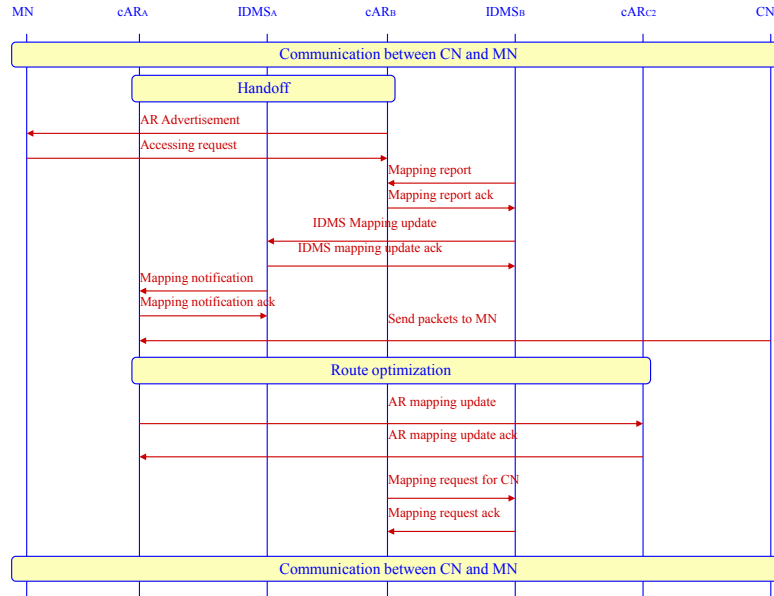 MN cARA IDMSA cARB IDMSB cARC2 CN
Communication between CN and MN
Handoff
AR Advertisement
Accessing request
Mapping report
Mapping report ack
IDMS Mapping update
IDMS mapping update ack
Mapping notification
Mapping notification ack
Send packets to MN
Route optimization
AR mapping update
AR mapping update ack
Mapping request for CN
Mapping request ack
Communication between CN and MN